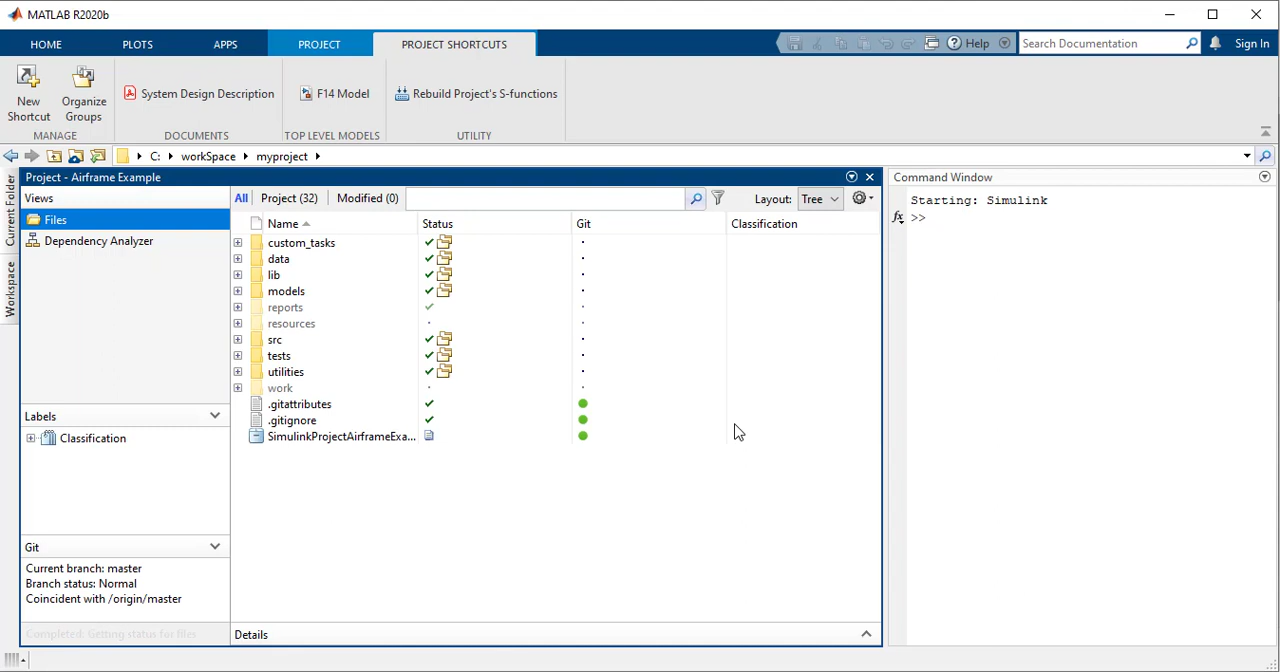 MATLAB R2020b
HOME PLOTS APPS PROJECT PROJECT SHORTCUTS Help Search Documentation Sign In
New Shortcut
Organize Groups
System Design Description
F14 Model
Rebuild Project's S-functions
MANAGE DOCUMENTS TOP LEVEL MODELS UTILITY
C: workSpace myproject
Current Folder
Workspace
Project - Airframe Example
Views
Files
Dependency Analyzer
Labels
Classification
Git
Current branch: master
Branch status: Normal
Coincident with /origin/master
Completed: Getting status for files
All Project (32) Modified (0) Layout: Tree
Name Status Git Classification
custom_tasks
data
lib
models
reports
resources
src
tests
utilities
work
.gitattributes
.gitignore
SimulinkProjectAirframeExa...
Details
Command Window
Starting: Simulink
fx >>